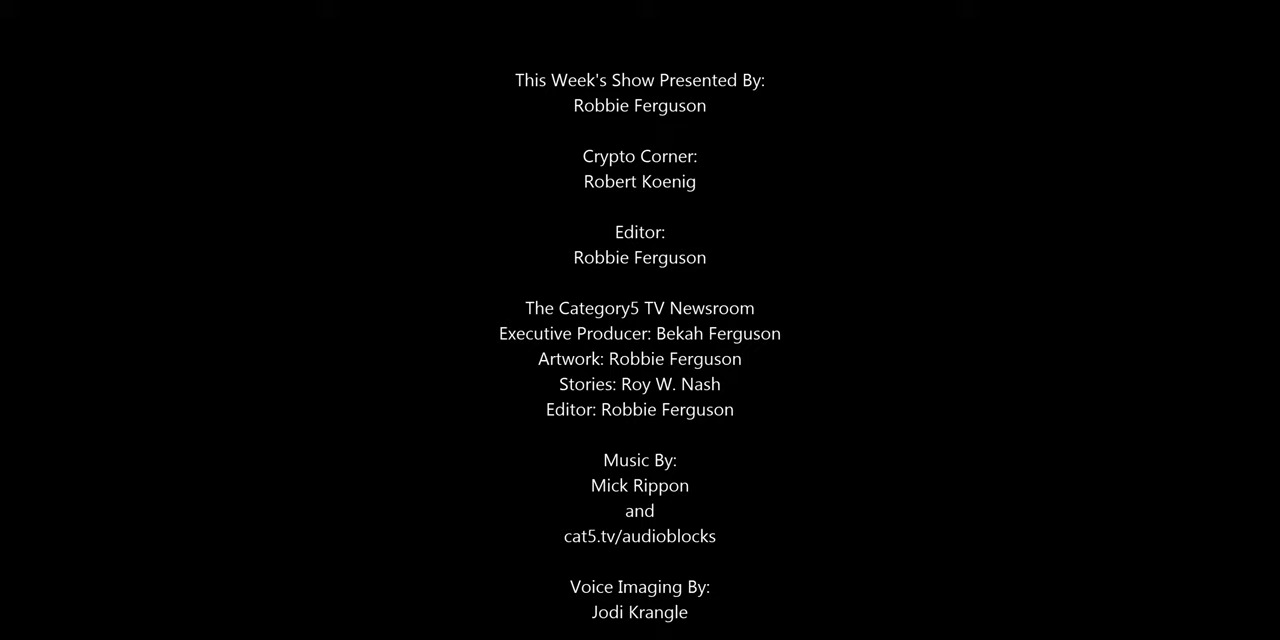 This Week's Show Presented By:
Robbie Ferguson
Crypto Corner:
Robert Koenig
Editor:
Robbie Ferguson
The Category5 TV Newsroom
Executive Producer: Bekah Ferguson
Artwork: Robbie Ferguson
Stories: Roy W. Nash
Editor: Robbie Ferguson
Music By:
Mick Rippon
and
cat5.tv/audioblocks
Voice Imaging By:
Jodi Krangle